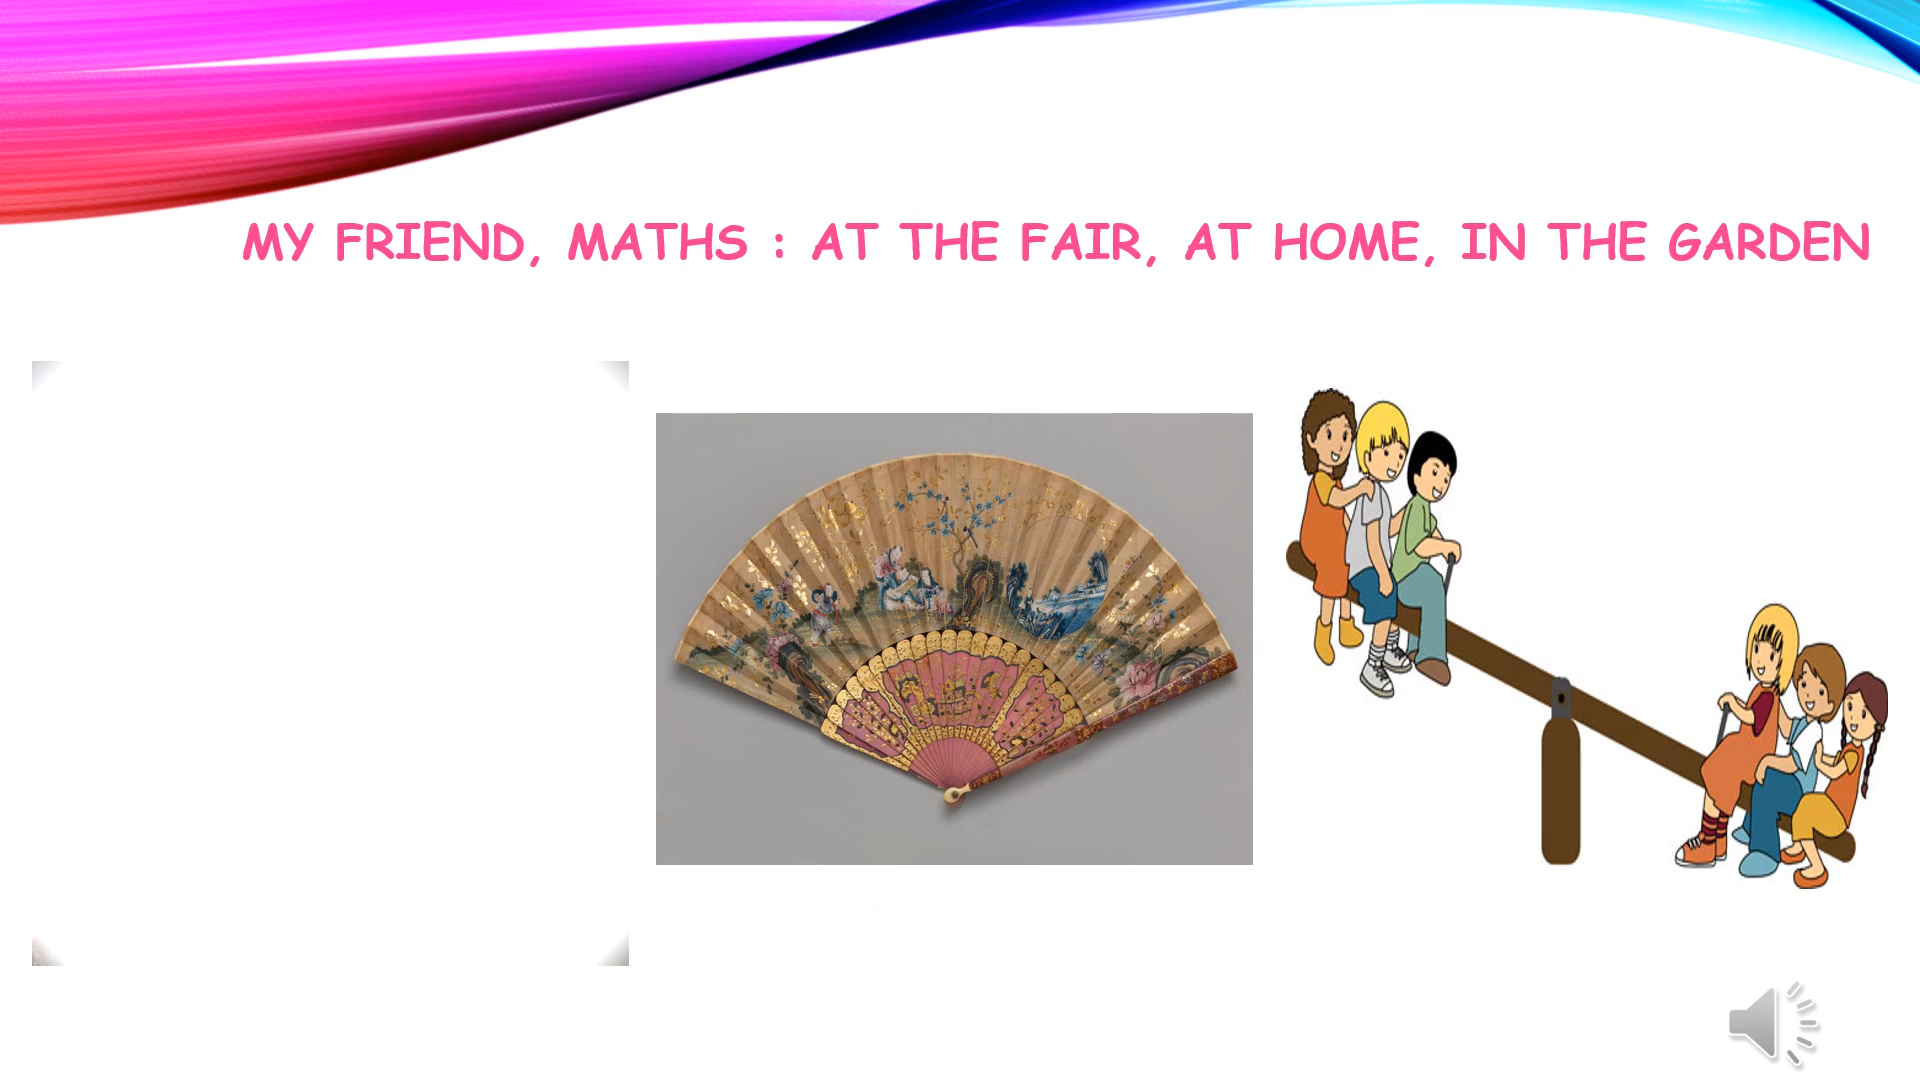 MY FRIEND, MATHS : AT THE FAIR, AT HOME, IN THE GARDEN